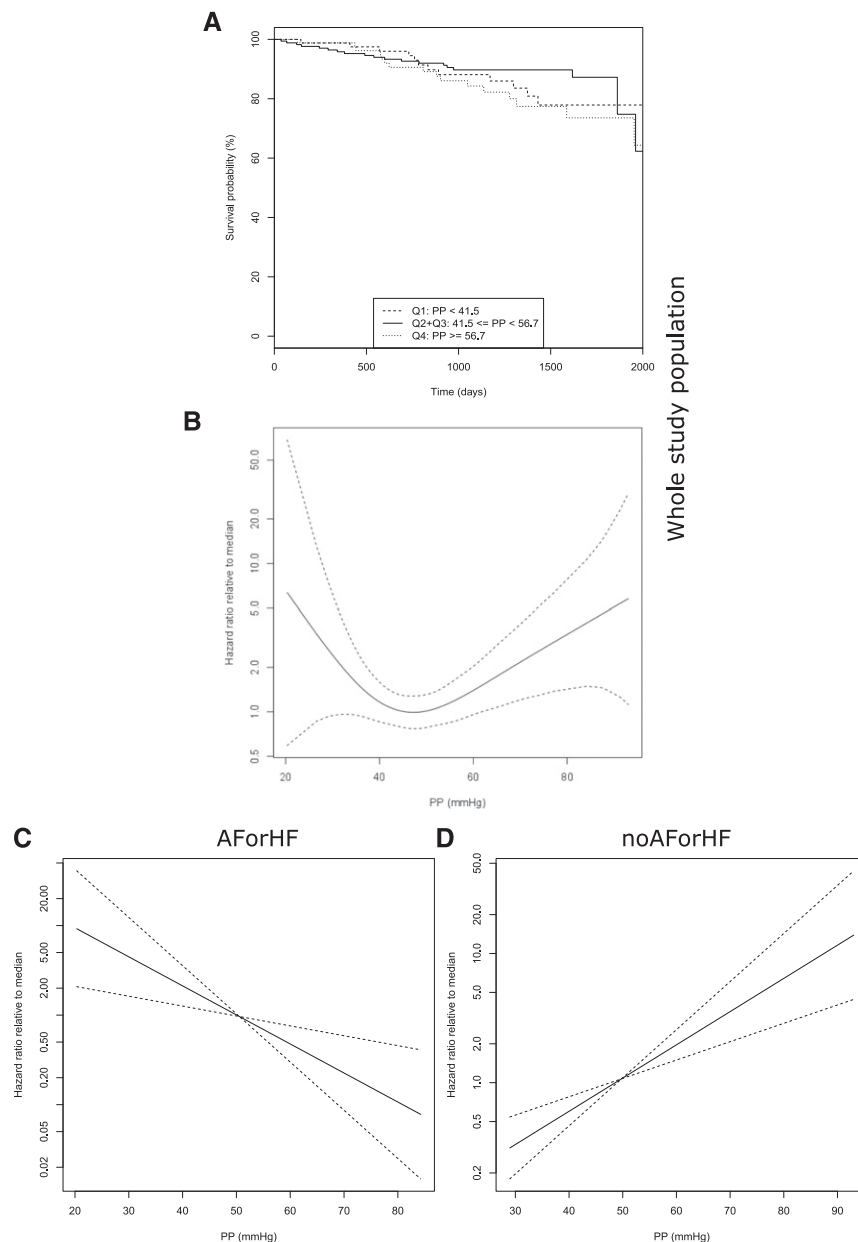 A
100
80
60
40
20
0
Survival probability (%)
Q1: PP < 41.5
Q2+Q3: 41.5 <= PP < 56.7
Q4: PP >= 56.7
0 500 1000 1500 2000
Time (days)
Whole study population
B
50.0
20.0
10.0
5.0
2.0
1.0
0.5
Hazard ratio relative to median
20 40 60 80
PP (mmHg)
C
AForHF
20.00
5.00
2.00
0.50
0.20
0.05
0.02
Hazard ratio relative to median
20 30 40 50 60 70 80
PP (mmHg)
D
noAForHF
50.0
20.0
10.0
5.0
2.0
1.0
0.5
0.2
Hazard ratio relative to median
30 40 50 60 70 80 90
PP (mmHg)